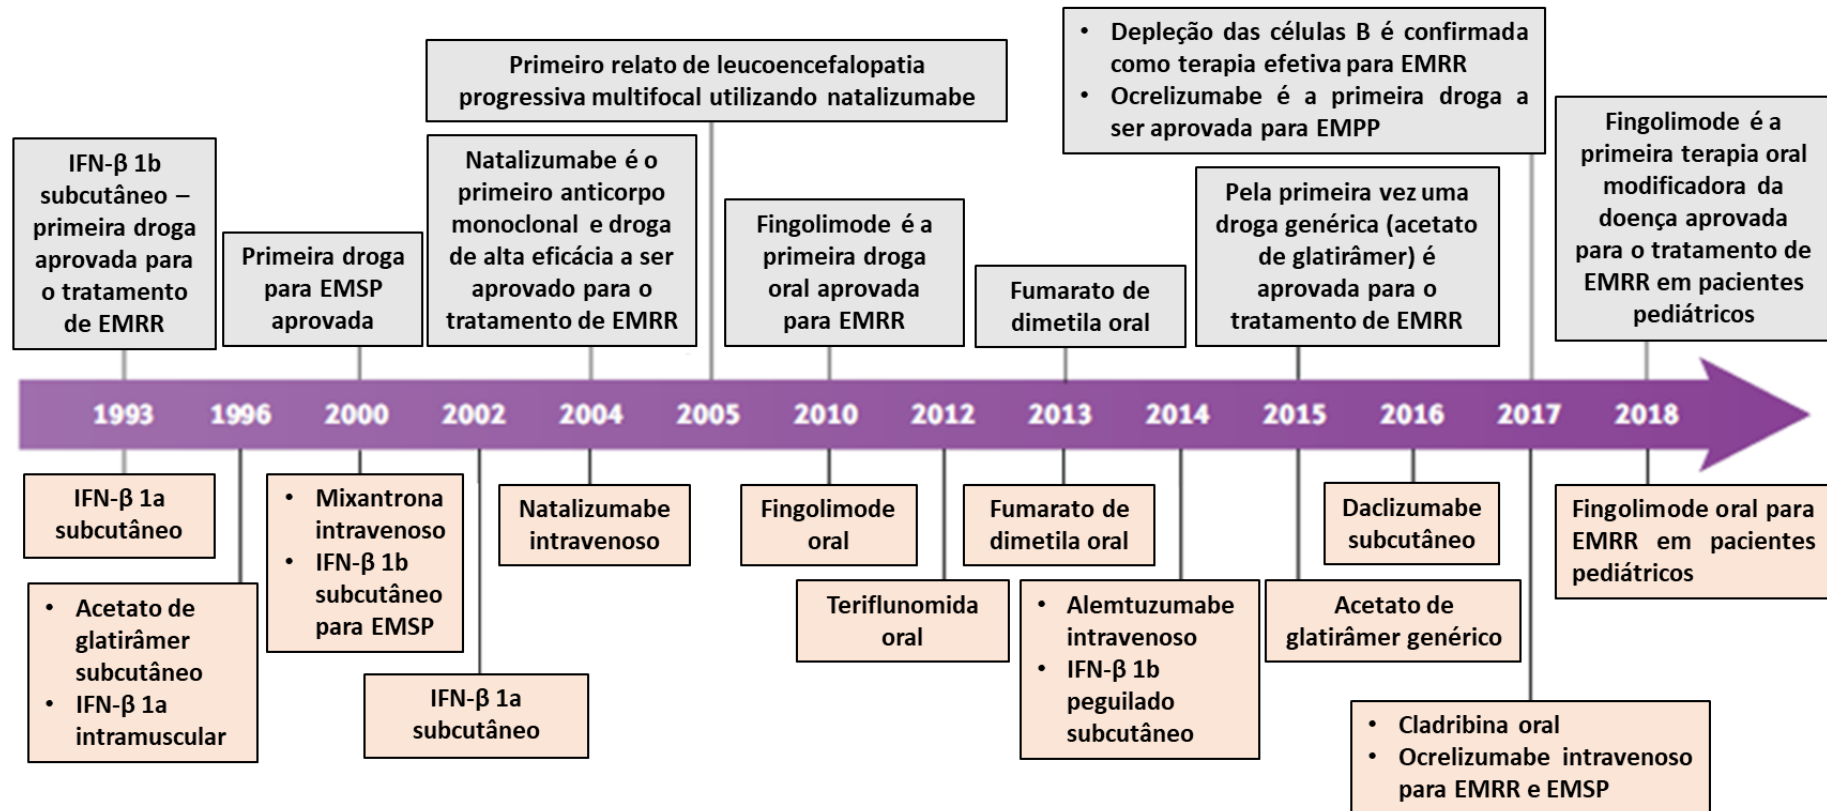 Primeiro relato de leucoencefalopatia
progressiva multifocal utilizando natalizumabe
• Depleção das células B é confirmada
como terapia efetiva para EMRR
• Ocrelizumabe é a primeira droga a
ser aprovada para EMPP
IFN-β 1b
subcutâneo –
primeira droga
aprovada para
o tratamento
de EMRR
Primeira droga
para EMSP
aprovada
Natalizumabe é o
primeiro anticorpo
monoclonal e droga
de alta eficácia a ser
aprovado para o
tratamento de EMRR
Fingolimode é a
primeira droga
oral aprovada
para EMRR
Fumarato de
dimetila oral
Pela primeira vez uma
droga genérica (acetato
de glatirâmer) é
aprovada para o
tratamento de EMRR
Fingolimode é a
primeira terapia oral
modificadora da
doença aprovada
para o tratamento de
EMRR em pacientes
pediátricos
1993 1996 2000 2002 2004 2005 2010 2012 2013 2014 2015 2016 2017 2018
IFN-β 1a
subcutâneo
• Acetato de
glatirâmer
subcutâneo
• IFN-β 1a
intramuscular
• Mixantrona
intravenoso
• IFN-β 1b
subcutâneo
para EMSP
IFN-β 1a
subcutâneo
Natalizumabe
intravenoso
Fingolimode
oral
Teriflunomida
oral
Fumarato de
dimetila oral
• Alemtuzumabe
intravenoso
• IFN-β 1b
peguilado
subcutâneo
Acetato de
glatirâmer genérico
Daclizumabe
subcutâneo
• Cladribina oral
• Ocrelizumabe intravenoso
para EMRR e EMSP
Fingolimode oral para
EMRR em pacientes
pediátricos